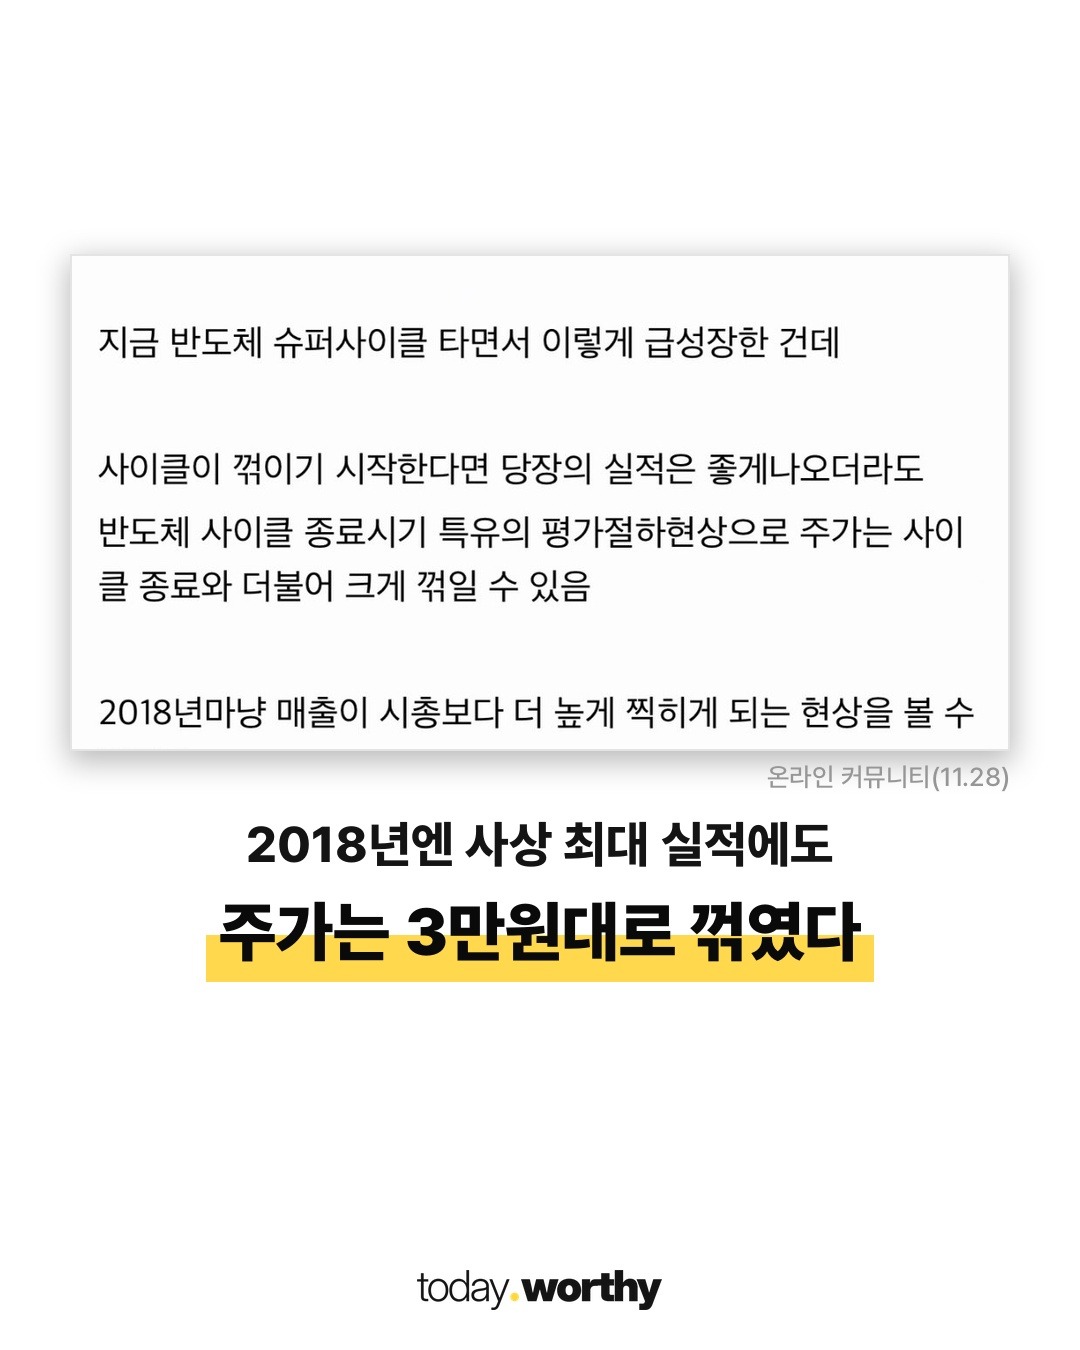 지금 반도체 슈퍼사이클 타면서 이렇게 급성장한 건데
사이클이 꺾이기 시작한다면 당장의 실적은 좋게나오더라도
반도체 사이클 종료시기 특유의 평가절하현상으로 주가는 사이
클 종료와 더불어 크게 꺾일 수 있음
2018년마냥 매출이 시총보다 더 높게 찍히게 되는 현상을 볼 수
온라인 커뮤니티(11.28)
2018년엔 사상 최대 실적에도
주가는 3만원대로 꺾였다
today.worthy